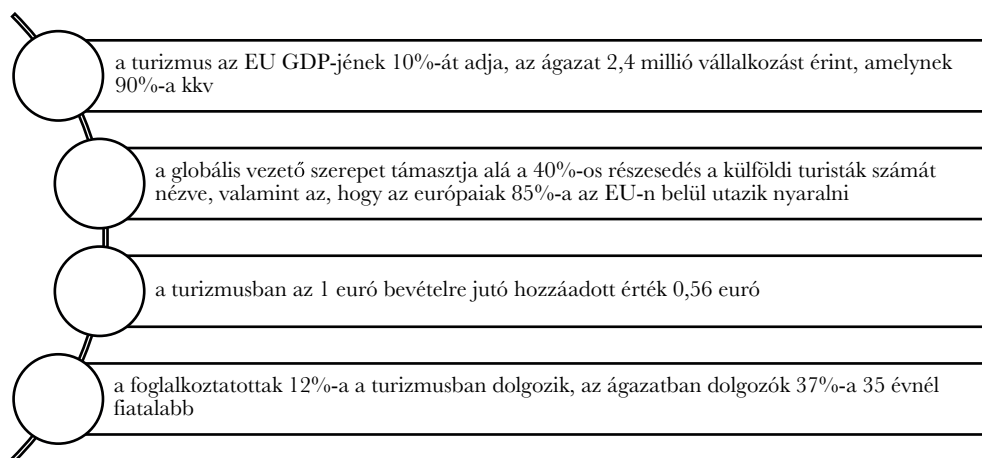 a turizmus az EU GDP-jének 10%-át adja, az ágazat 2,4 millió vállalkozást érint, amelynek
90%-a kkv
a globális vezető szerepet támasztja alá a 40%-os részesedés a külföldi turisták számát
nézve, valamint az, hogy az európaiak 85%-a az EU-n belül utazik nyaralni
a turizmusban az 1 euró bevételre jutó hozzáadott érték 0,56 euró
a foglalkoztatottak 12%-a a turizmusban dolgozik, az ágazatban dolgozók 37%-a 35 évnél
fiatalabb